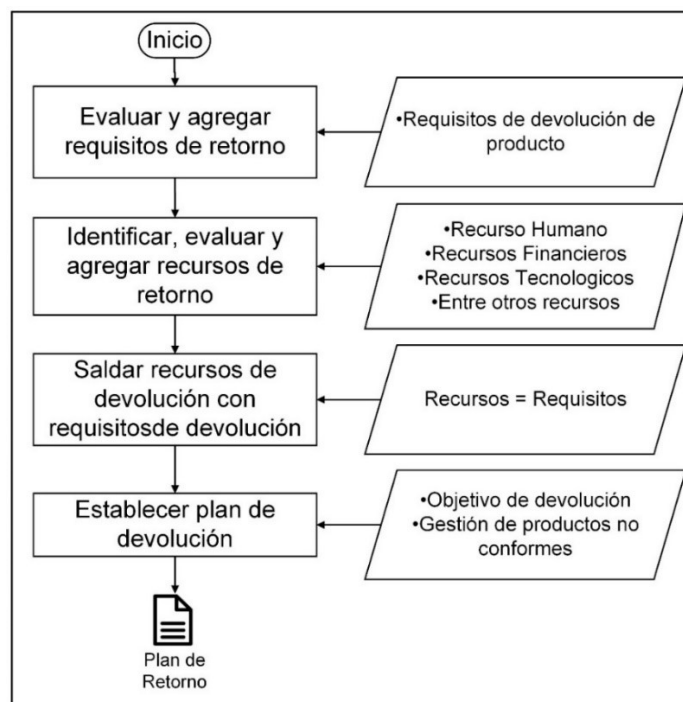 Inicio
Evaluar y agregar
requisitos de retorno
•Requisitos de devolución de
producto
Identificar, evaluar y
agregar recursos de
retorno
•Recurso Humano
•Recursos Financieros
•Recursos Tecnologicos
•Entre otros recursos
Saldar recursos de
devolución con
requisitosde devolución
Recursos = Requisitos
Establecer plan de
devolución
•Objetivo de devolución
•Gestión de productos no
conformes
Plan de
Retorno